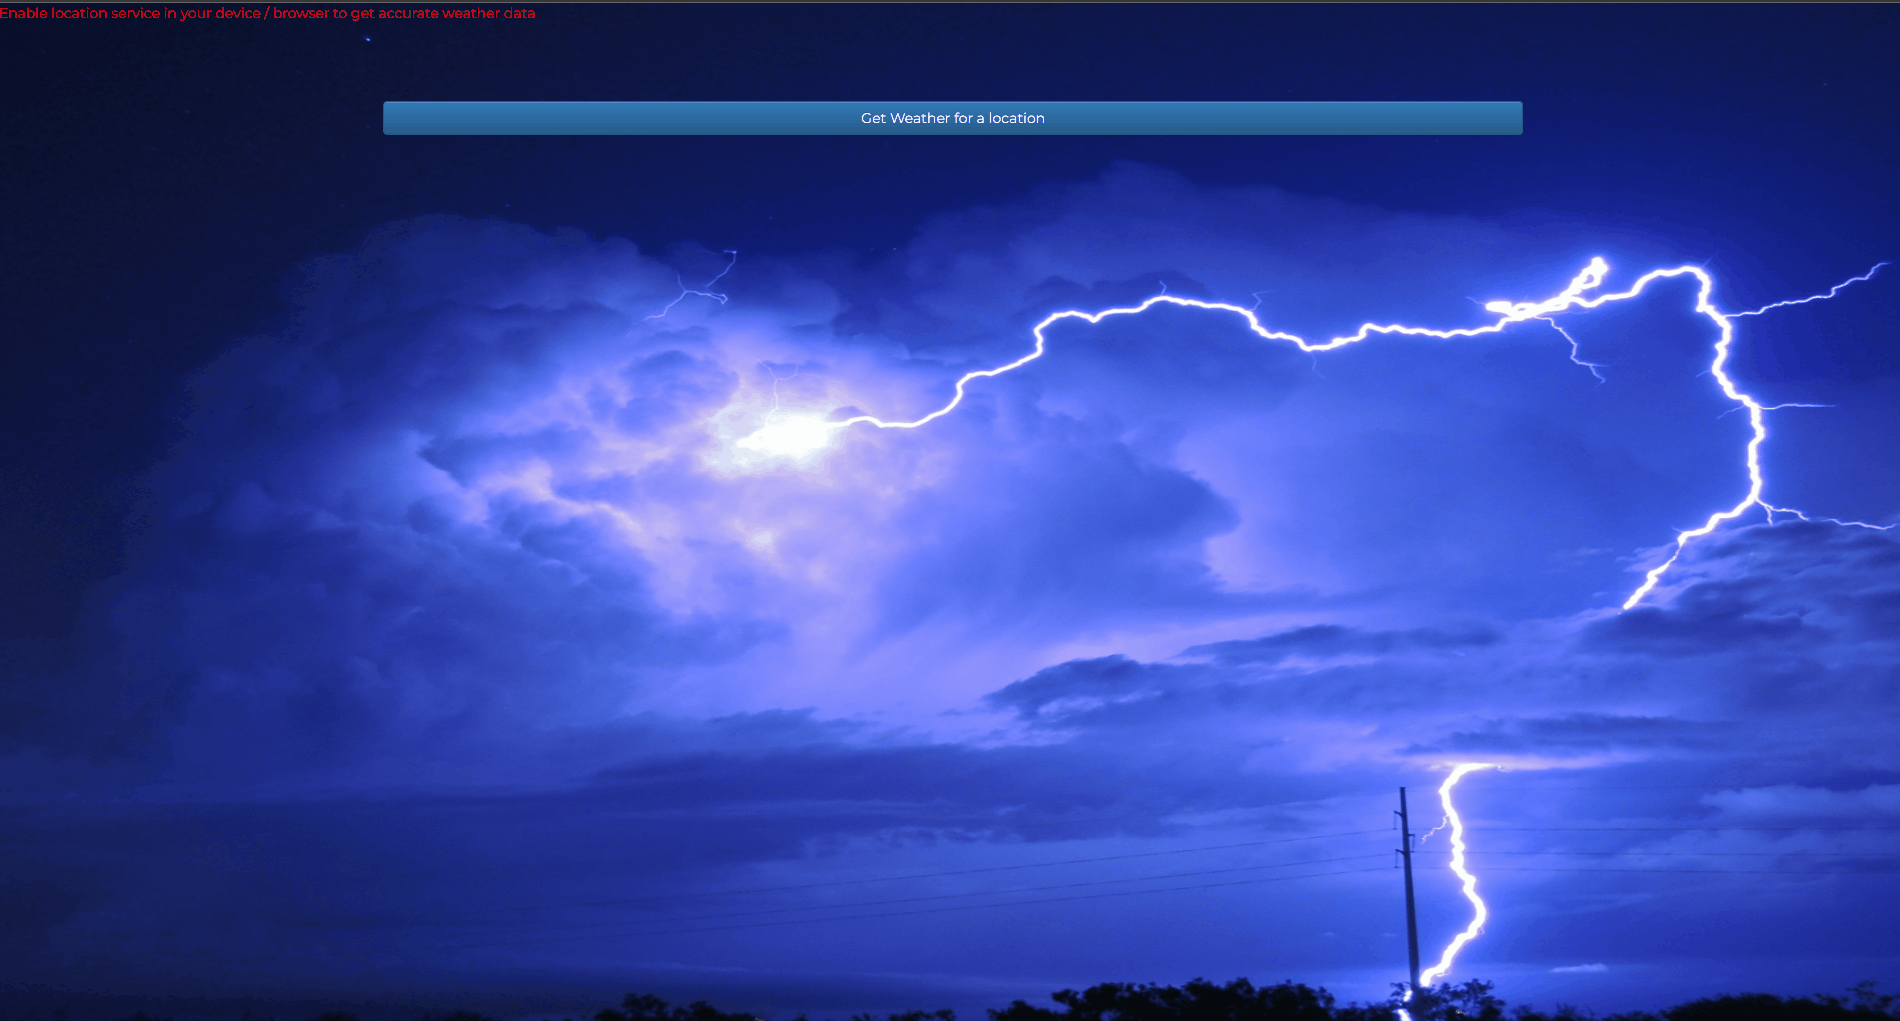 Enable location service in your device / browser to get accurate weather data
Get Weather for a location